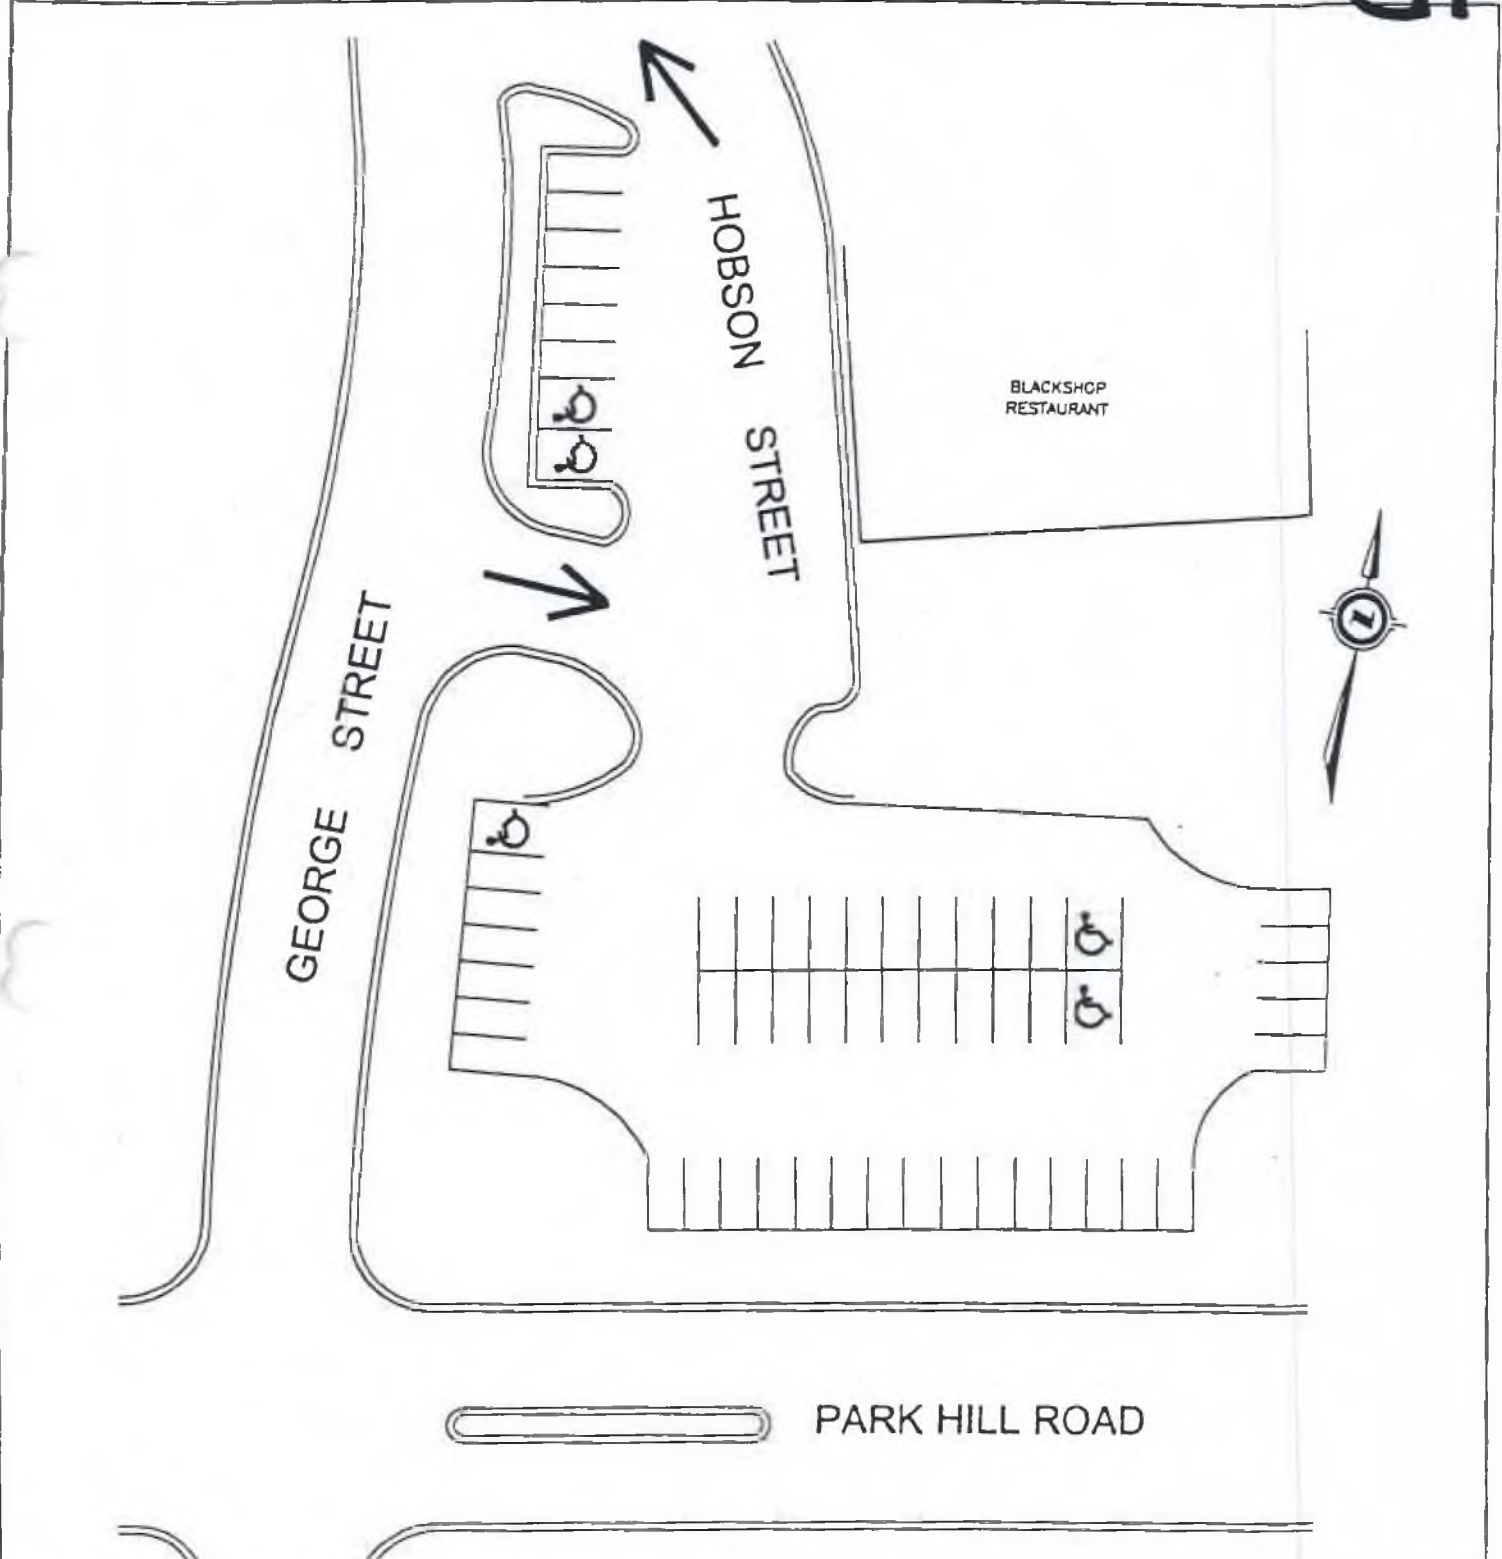 HOBSON STREET
BLACKSHOP
RESTAURANT
GEORGE STREET
PARK HILL ROAD